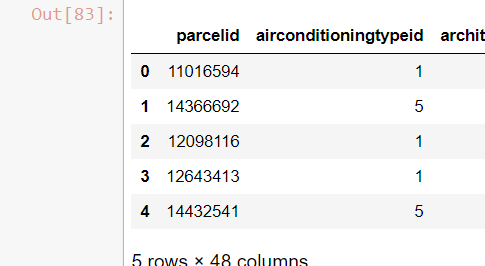 Out[83]:
parcelid airconditioningtypeid archit
0 11016594 1
1 14366692 5
2 12098116 1
3 12643413 1
4 14432541 5
5 rows × 48 columns